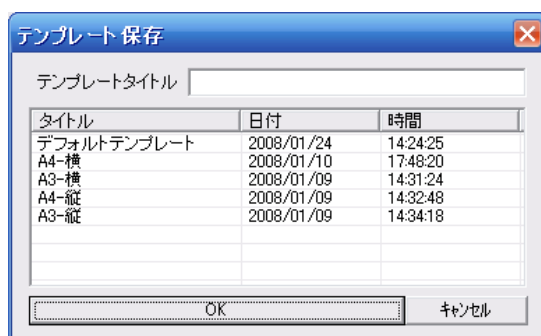 テンプレート保存
テンプレートタイトル
タイトル 日付 時間
デフォルトテンプレート 2008/01/24 14:24:25
A4-横 2008/01/10 17:48:20
A3-横 2008/01/09 14:31:24
A4-縦 2008/01/09 14:32:48
A3-縦 2008/01/09 14:34:18
OK キャンセル